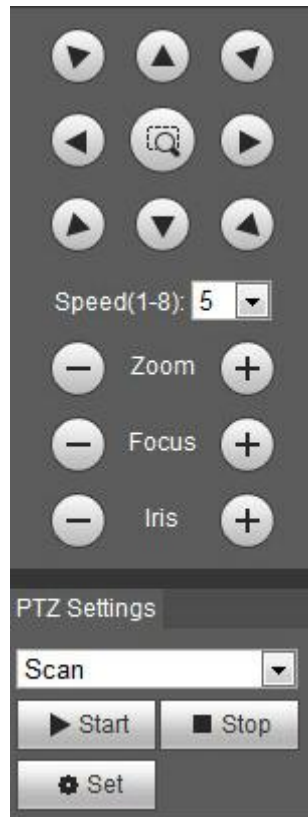 Speed(1-8): 5
Zoom
Focus
Iris
PTZ Settings
Scan
Start Stop
Set